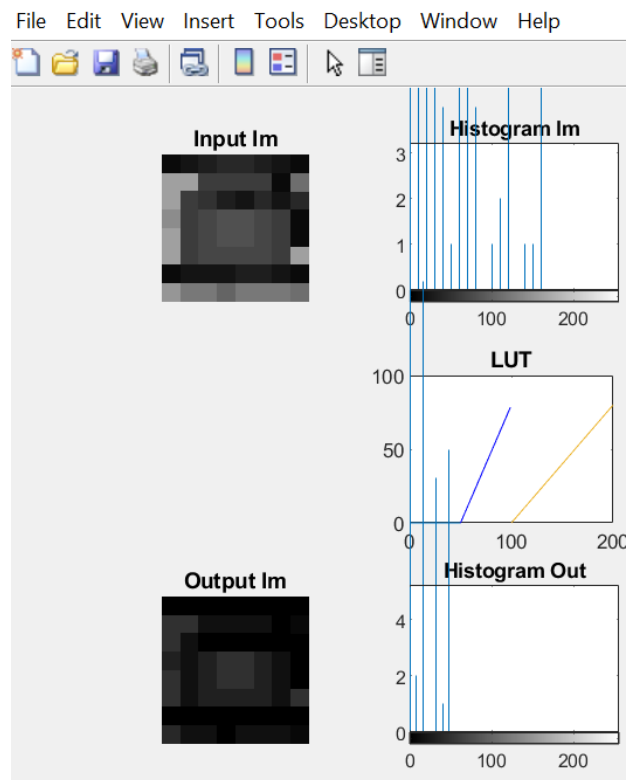 File Edit View Insert Tools Desktop Window Help
Input Im
Histogram Im
3
2
1
0
0 100 200
LUT
100
50
0
0 100 200
Output Im
Histogram Out
4
2
0
0 100 200